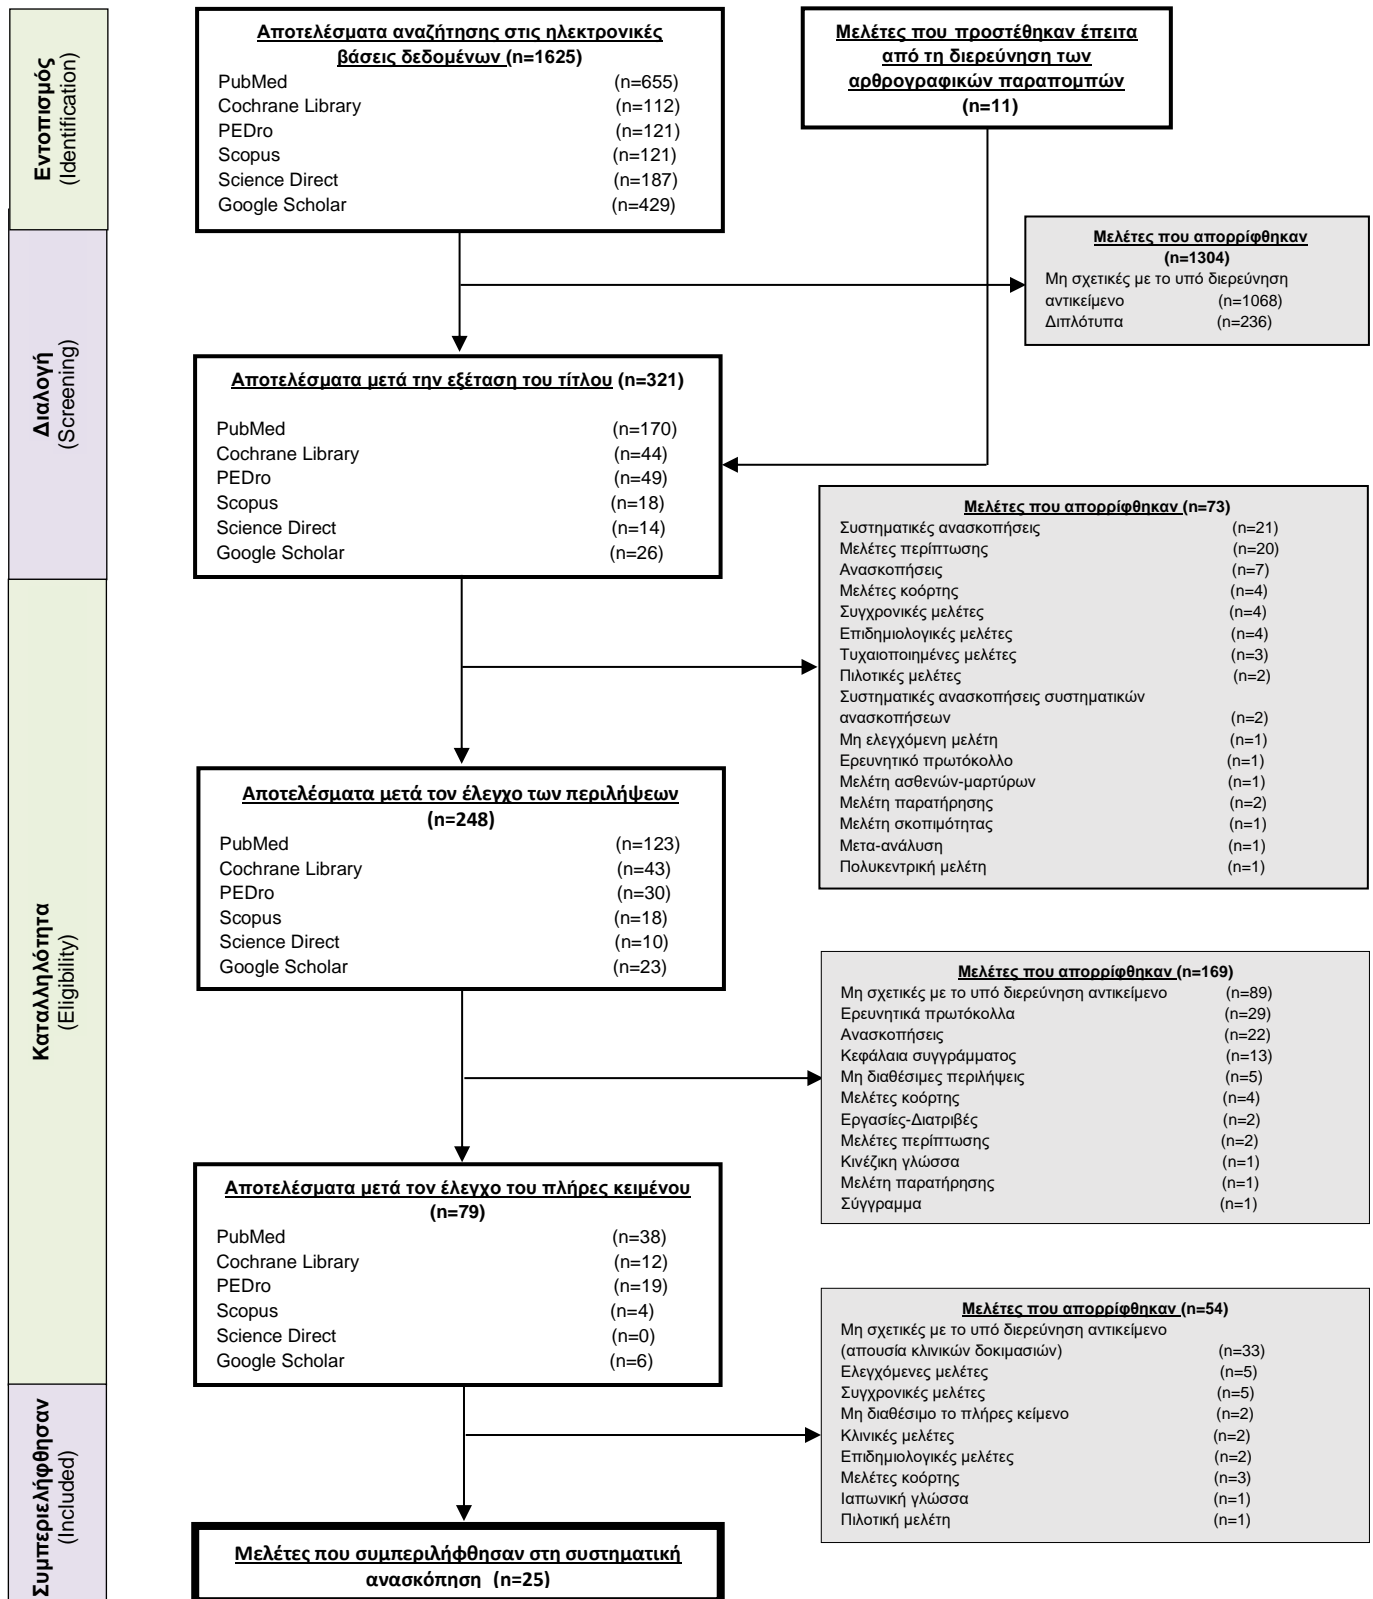 Εντοπισμός
(Identification)
Αποτελέσματα αναζήτησης στις ηλεκτρονικές
βάσεις δεδομένων (n=1625)
PubMed (n=655)
Cochrane Library (n=112)
PEDro (n=121)
Scopus (n=121)
Science Direct (n=187)
Google Scholar (n=429)
Μελέτες που προστέθηκαν έπειτα
από τη διερεύνηση των
αρθρογραφικών παραπομπών
(n=11)
Μελέτες που απορρίφθηκαν
(n=1304)
Μη σχετικές με το υπό διερεύνηση
αντικείμενο (n=1068)
Διπλότυπα (n=236)
Διαλογή
(Screening)
Αποτελέσματα μετά την εξέταση του τίτλου (n=321)
PubMed (n=170)
Cochrane Library (n=44)
PEDro (n=49)
Scopus (n=18)
Science Direct (n=14)
Google Scholar (n=26)
Μελέτες που απορρίφθηκαν (n=73)
Συστηματικές ανασκοπήσεις (n=21)
Μελέτες περίπτωσης (n=20)
Ανασκοπήσεις (n=7)
Μελέτες κοόρτης (n=4)
Συγχρονικές μελέτες (n=4)
Επιδημιολογικές μελέτες (n=4)
Τυχαιοποιημένες μελέτες (n=3)
Πιλοτικές μελέτες (n=2)
Συστηματικές ανασκοπήσεις συστηματικών
ανασκοπήσεων (n=2)
Μη ελεγχόμενη μελέτη (n=1)
Ερευνητικό πρωτόκολλο (n=1)
Μελέτη ασθενών-μαρτύρων (n=1)
Μελέτη παρατήρησης (n=2)
Μελέτη σκοπιμότητας (n=1)
Μετα-ανάλυση (n=1)
Πολυκεντρική μελέτη (n=1)
Καταλληλότητα
(Eligibility)
Αποτελέσματα μετά τον έλεγχο των περιλήψεων
(n=248)
PubMed (n=123)
Cochrane Library (n=43)
PEDro (n=30)
Scopus (n=18)
Science Direct (n=10)
Google Scholar (n=23)
Μελέτες που απορρίφθηκαν (n=169)
Μη σχετικές με το υπό διερεύνηση αντικείμενο (n=89)
Ερευνητικά πρωτόκολλα (n=29)
Ανασκοπήσεις (n=22)
Κεφάλαια συγγράμματος (n=13)
Μη διαθέσιμες περιλήψεις (n=5)
Μελέτες κοόρτης (n=4)
Εργασίες-Διατριβές (n=2)
Μελέτες περίπτωσης (n=2)
Κινέζικη γλώσσα (n=1)
Μελέτη παρατήρησης (n=1)
Σύγγραμμα (n=1)
Αποτελέσματα μετά τον έλεγχο του πλήρες κειμένου
(n=79)
PubMed (n=38)
Cochrane Library (n=12)
PEDro (n=19)
Scopus (n=4)
Science Direct (n=0)
Google Scholar (n=6)
Μελέτες που απορρίφθηκαν (n=54)
Μη σχετικές με το υπό διερεύνηση αντικείμενο
(απουσία κλινικών δοκιμασιών) (n=33)
Ελεγχόμενες μελέτες (n=5)
Συγχρονικές μελέτες (n=5)
Μη διαθέσιμο το πλήρες κείμενο (n=2)
Κλινικές μελέτες (n=2)
Επιδημιολογικές μελέτες (n=2)
Μελέτες κοόρτης (n=3)
Ιαπωνική γλώσσα (n=1)
Πιλοτική μελέτη (n=1)
Συμπεριελήφθησαν
(Included)
Μελέτες που συμπεριλήφθησαν στη συστηματική
ανασκόπηση (n=25)